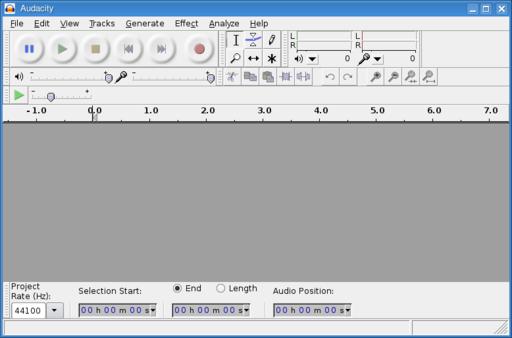 Audacity
File Edit View Tracks Generate Effect Analyze Help
L
R
0
L
R
0
- 1.0 0.0 1.0 2.0 3.0 4.0 5.0 6.0 7.0
Project
Rate (Hz):
44100
Selection Start:
End Length
Audio Position:
00 h 00 m 00 s
00 h 00 m 00 s
00 h 00 m 00 s